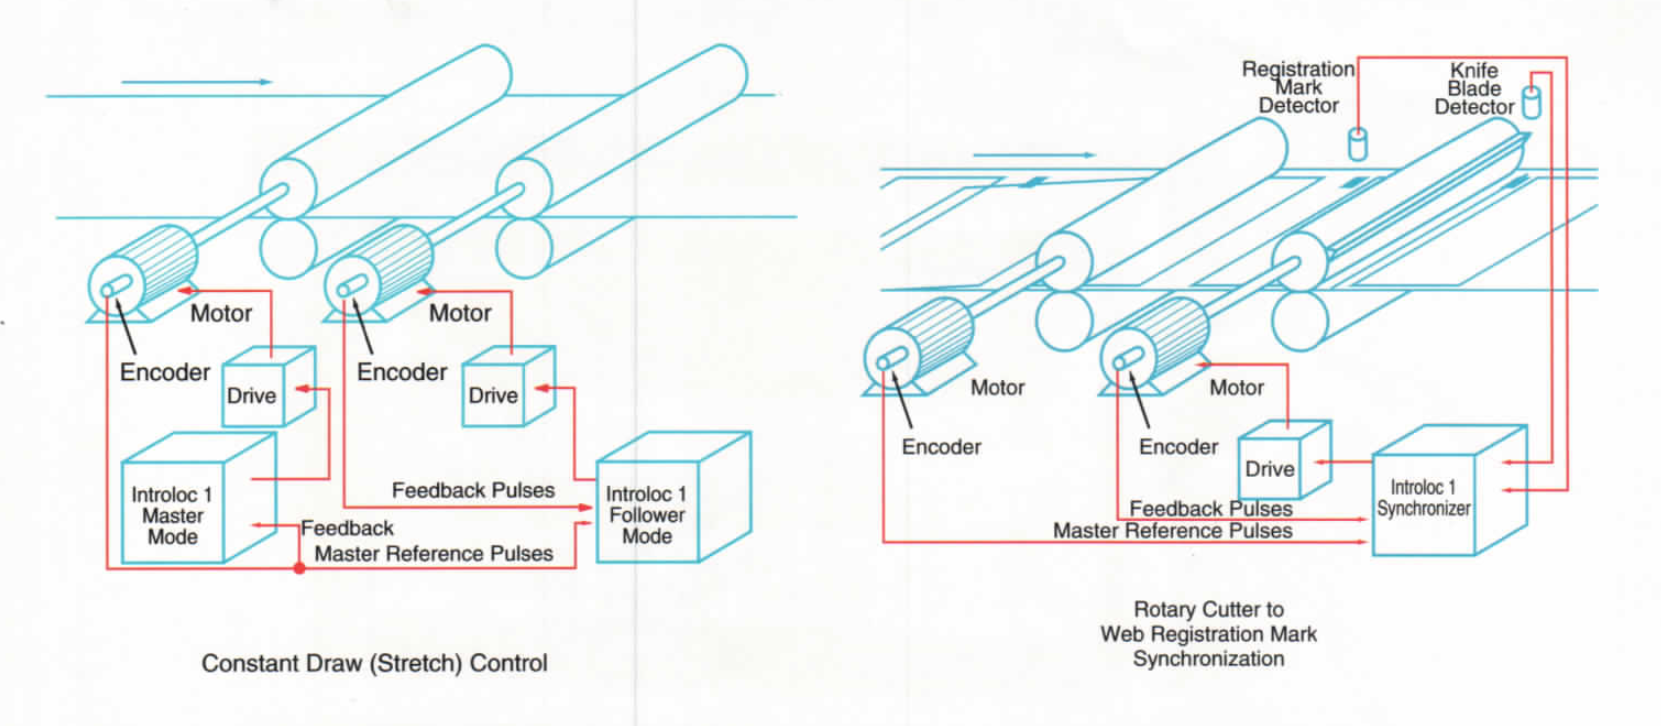 Motor
Encoder
Drive
Introloc 1
Master
Mode
Motor
Encoder
Drive
Feedback Pulses
Feedback
Master Reference Pulses
Introloc 1
Follower
Mode
Constant Draw (Stretch) Control
Registration
Mark
Detector
Knife
Blade
Detector
Motor
Encoder
Motor
Encoder
Drive
Feedback Pulses
Master Reference Pulses
Introloc 1
Synchronizer
Rotary Cutter to
Web Registration Mark
Synchronization